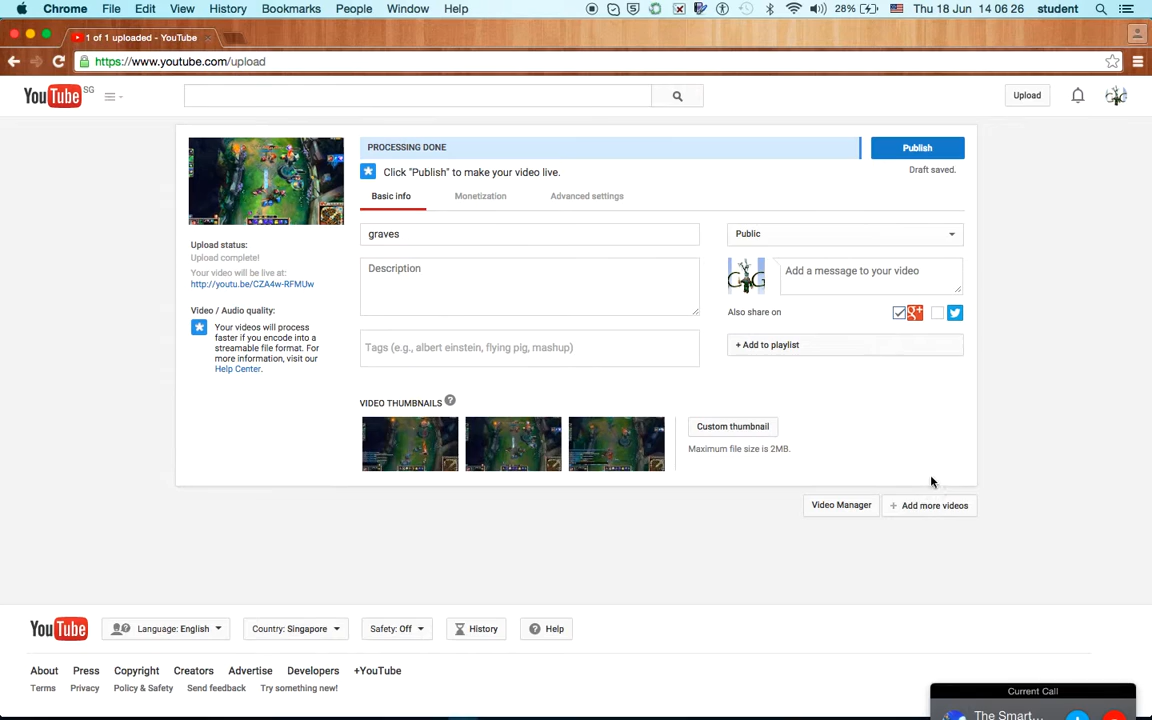 Chrome File Edit View History Bookmarks People Window Help 28% Thu 18 Jun 14 06 26 student
1 of 1 uploaded - YouTube
https://www.youtube.com/upload
YouTube SG
Upload
PROCESSING DONE
Publish
Click "Publish" to make your video live.
Draft saved.
Basic info Monetization Advanced settings
graves
Public
Description
Add a message to your video
Upload status:
Upload complete!
Your video will be live at:
http://youtu.be/CZA4w-RFMUw
Also share on
Video / Audio quality:
Your videos will process
faster if you encode into a
streamable file format. For
more information, visit our
Help Center.
Tags (e.g., albert einstein, flying pig, mashup)
+ Add to playlist
VIDEO THUMBNAILS ?
Custom thumbnail
Maximum file size is 2MB.
Video Manager
+ Add more videos
YouTube
Language: English
Country: Singapore
Safety: Off
History
Help
About Press Copyright Creators Advertise Developers +YouTube
Terms Privacy Policy & Safety Send feedback Try something new!
Current Call
The Smart...